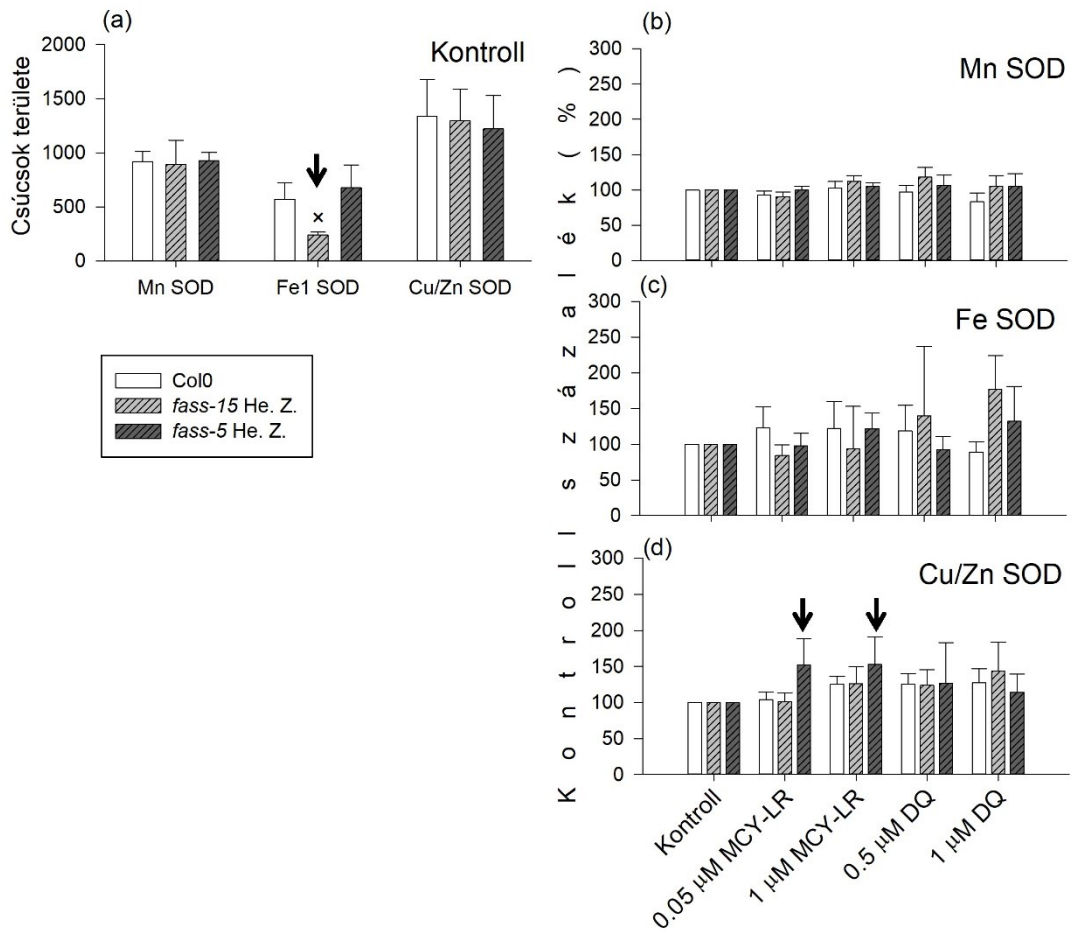 (a)
Kontroll
Csúcsok területe
2000
1500
1000
500
0
×
Mn SOD
Fe1 SOD
Cu/Zn SOD
Col0
fass-15 He. Z.
fass-5 He. Z.
Kontroll százalék (%)
(b)
Mn SOD
300
250
200
150
100
50
0
(c)
Fe SOD
300
250
200
150
100
50
0
(d)
Cu/Zn SOD
300
250
200
150
100
50
0
Kontroll
0.05 µM MCY-LR
1 µM MCY-LR
0.5 µM DQ
1 µM DQ